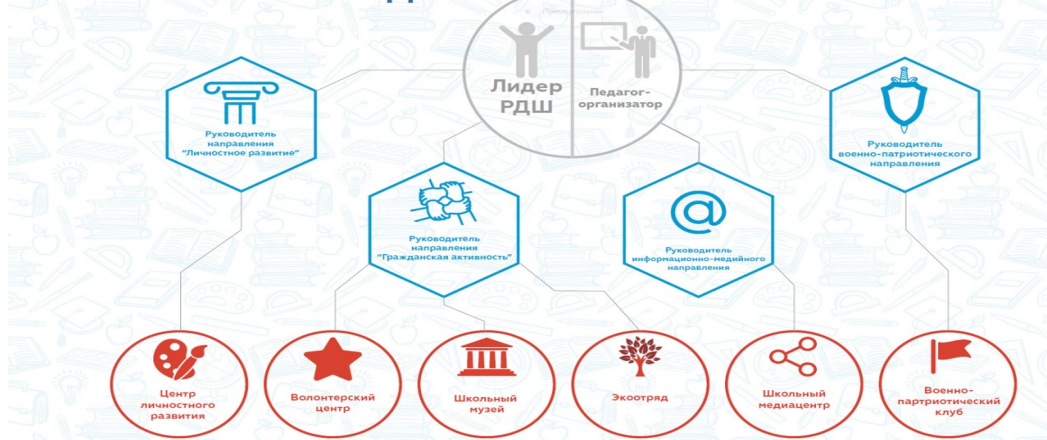 Лидер
РДШ
Педагог-
организатор
Руководитель
направления
"Личностное развитие"
Руководитель
военно-патриотического
направления
Руководитель
направления
"Гражданская активность"
Руководитель
информационно-медийного
направления
Центр
личностного
развития
Волонтерский
центр
Школьный
музей
Экоотряд
Школьный
медиацентр
Военно-
партриотический
клуб